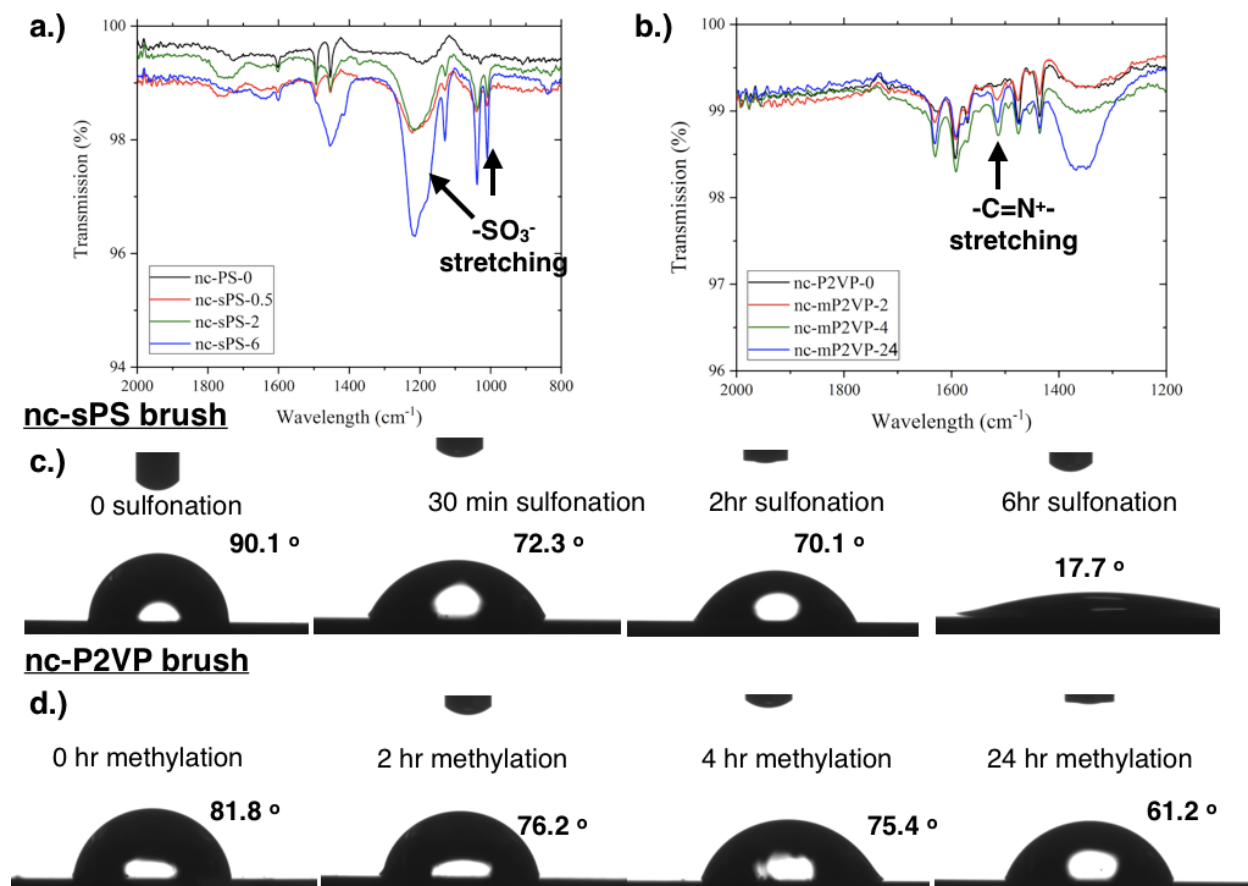 a.)
100
98
96
94
Transmission (%)
-SO₃⁻
stretching
nc-PS-0
nc-sPS-0.5
nc-sPS-2
nc-sPS-6
2000 1800 1600 1400 1200 1000 800
Wavelength (cm⁻¹)
b.)
100
99
98
97
96
Transmission (%)
-C=N⁺-
stretching
nc-P2VP-0
nc-mP2VP-2
nc-mP2VP-4
nc-mP2VP-24
2000 1800 1600 1400 1200
Wavelength (cm⁻¹)
nc-sPS brush
c.)
0 sulfonation 30 min sulfonation 2hr sulfonation 6hr sulfonation
90.1 º 72.3 º 70.1 º 17.7 º
nc-P2VP brush
d.)
0 hr methylation 2 hr methylation 4 hr methylation 24 hr methylation
81.8 º 76.2 º 75.4 º 61.2 º